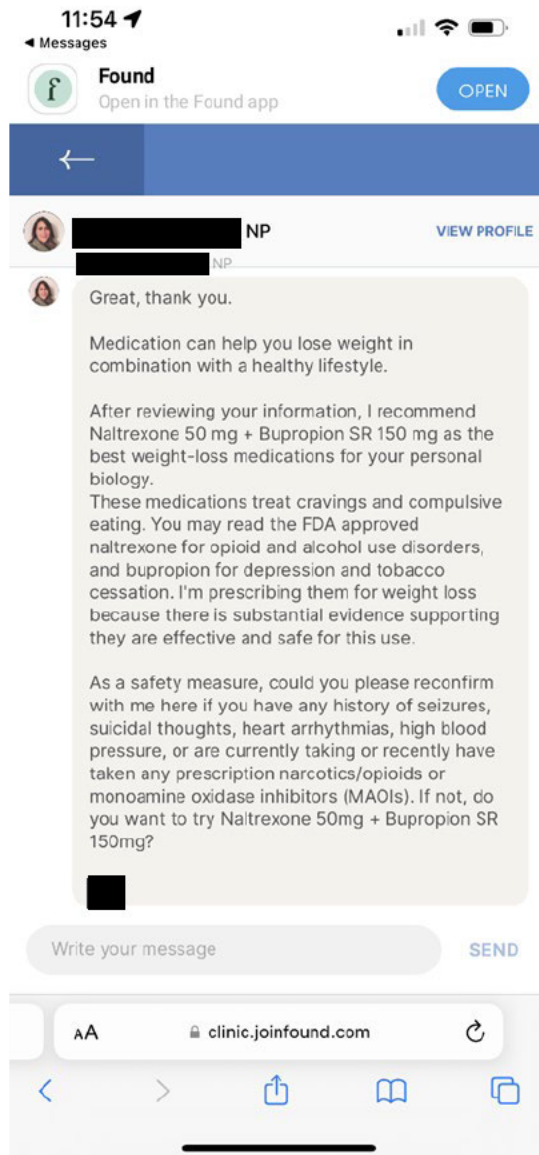 11:54
Messages
Found
Open in the Found app
OPEN
NP
VIEW PROFILE
NP
Great, thank you.
Medication can help you lose weight in
combination with a healthy lifestyle.
After reviewing your information, I recommend
Naltrexone 50 mg + Bupropion SR 150 mg as the
best weight-loss medications for your personal
biology.
These medications treat cravings and compulsive
eating. You may read the FDA approved
naltrexone for opioid and alcohol use disorders,
and bupropion for depression and tobacco
cessation. I'm prescribing them for weight loss
because there is substantial evidence supporting
they are effective and safe for this use.
As a safety measure, could you please reconfirm
with me here if you have any history of seizures,
suicidal thoughts, heart arrhythmias, high blood
pressure, or are currently taking or recently have
taken any prescription narcotics/opioids or
monoamine oxidase inhibitors (MAOIs). If not, do
you want to try Naltrexone 50mg + Bupropion SR
150mg?
Write your message
SEND
AA
clinic.joinfound.com